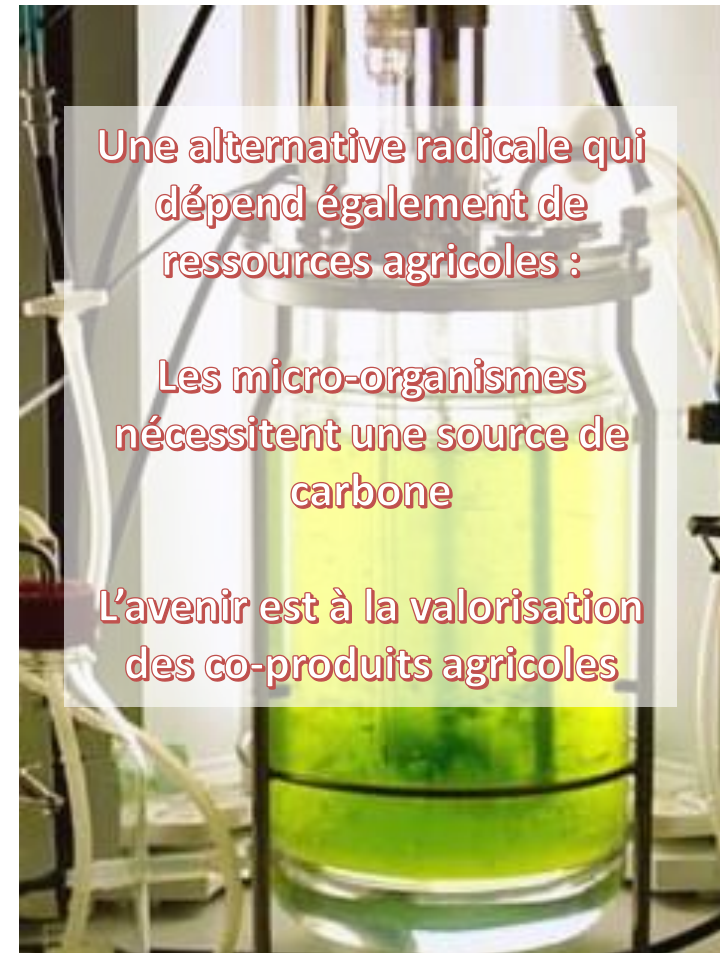 Une alternative radicale qui
dépend également de
ressources agricoles :
Les micro-organismes
nécessitent une source de
carbone
L’avenir est à la valorisation
des co-produits agricoles